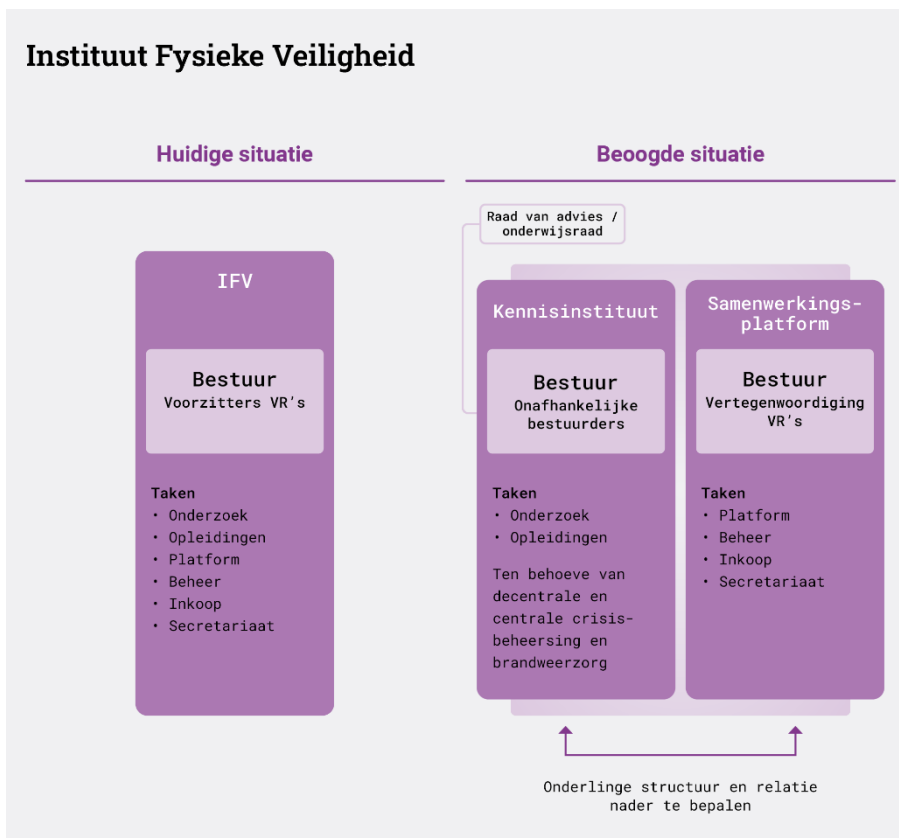 Instituut Fysieke Veiligheid
Huidige situatie
IFV
Bestuur
Voorzitters VR's
Taken
• Onderzoek
• Opleidingen
• Platform
• Beheer
• Inkoop
• Secretariaat
Beoogde situatie
Raad van advies /
onderwijsraad
Kennisinstituut
Bestuur
Onafhankelijke
bestuurders
Taken
• Onderzoek
• Opleidingen
Ten behoeve van
decentrale en
centrale crisis-
beheersing en
brandweerzorg
Samenwerkings-
platform
Bestuur
Vertegenwoordiging
VR's
Taken
• Platform
• Beheer
• Inkoop
• Secretariaat
Onderlinge structuur en relatie
nader te bepalen